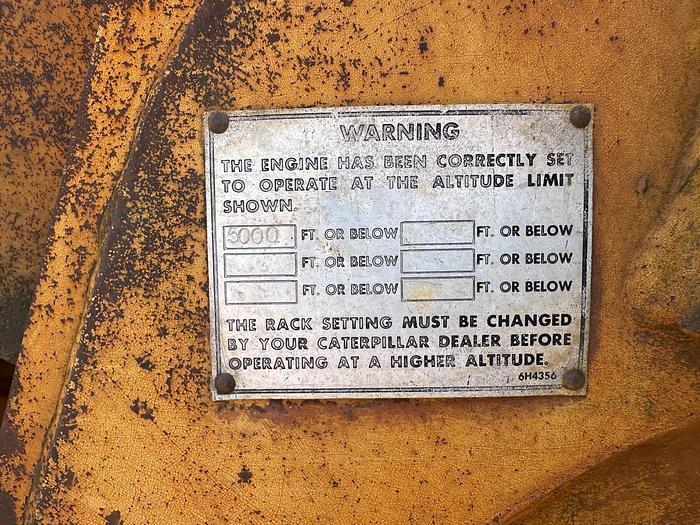 WARNING
THE ENGINE HAS BEEN CORRECTLY SET
TO OPERATE AT THE ALTITUDE LIMIT
SHOWN.
5000 FT. OR BELOW FT. OR BELOW
FT. OR BELOW FT. OR BELOW
FT. OR BELOW FT. OR BELOW
THE RACK SETTING MUST BE CHANGED
BY YOUR CATERPILLAR DEALER BEFORE
OPERATING AT A HIGHER ALTITUDE.
6H4356